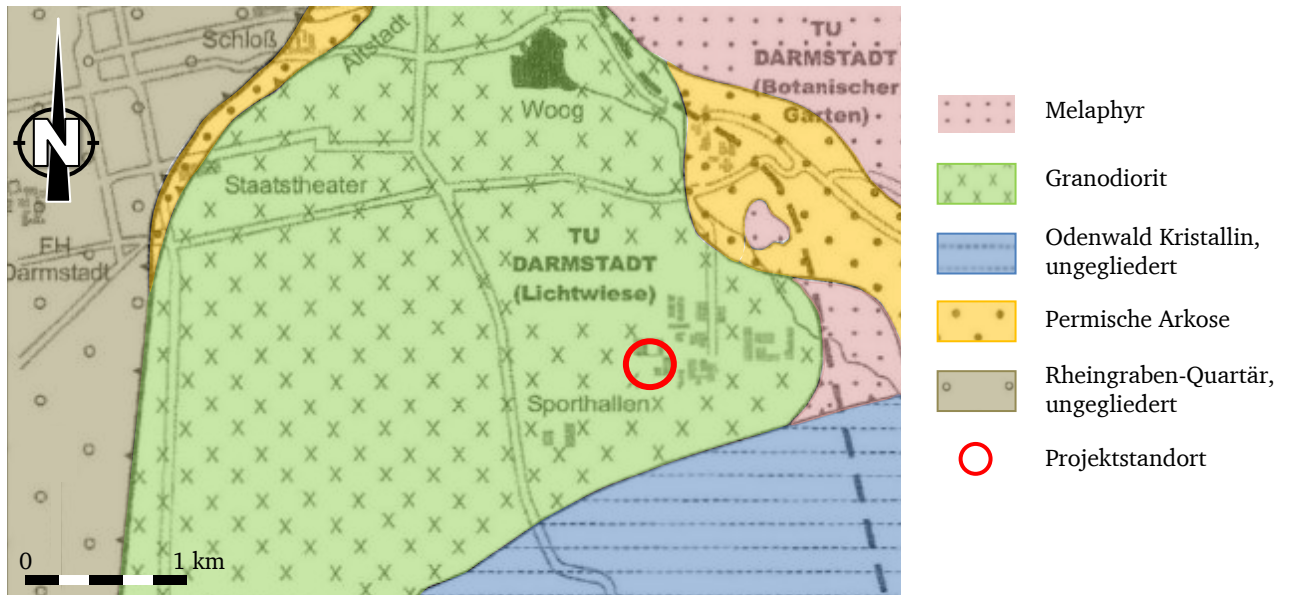 Schloß
Altstadt
TU
DARMSTADT
(Botanischer
Garten)
N
Woog
Staatstheater
FH
Darmstadt
TU
DARMSTADT
(Lichtwiese)
Sporthallen
0 1 km
Melaphyr
Granodiorit
Odenwald Kristallin,
ungegliedert
Permische Arkose
Rheingraben-Quartär,
ungegliedert
Projektstandort